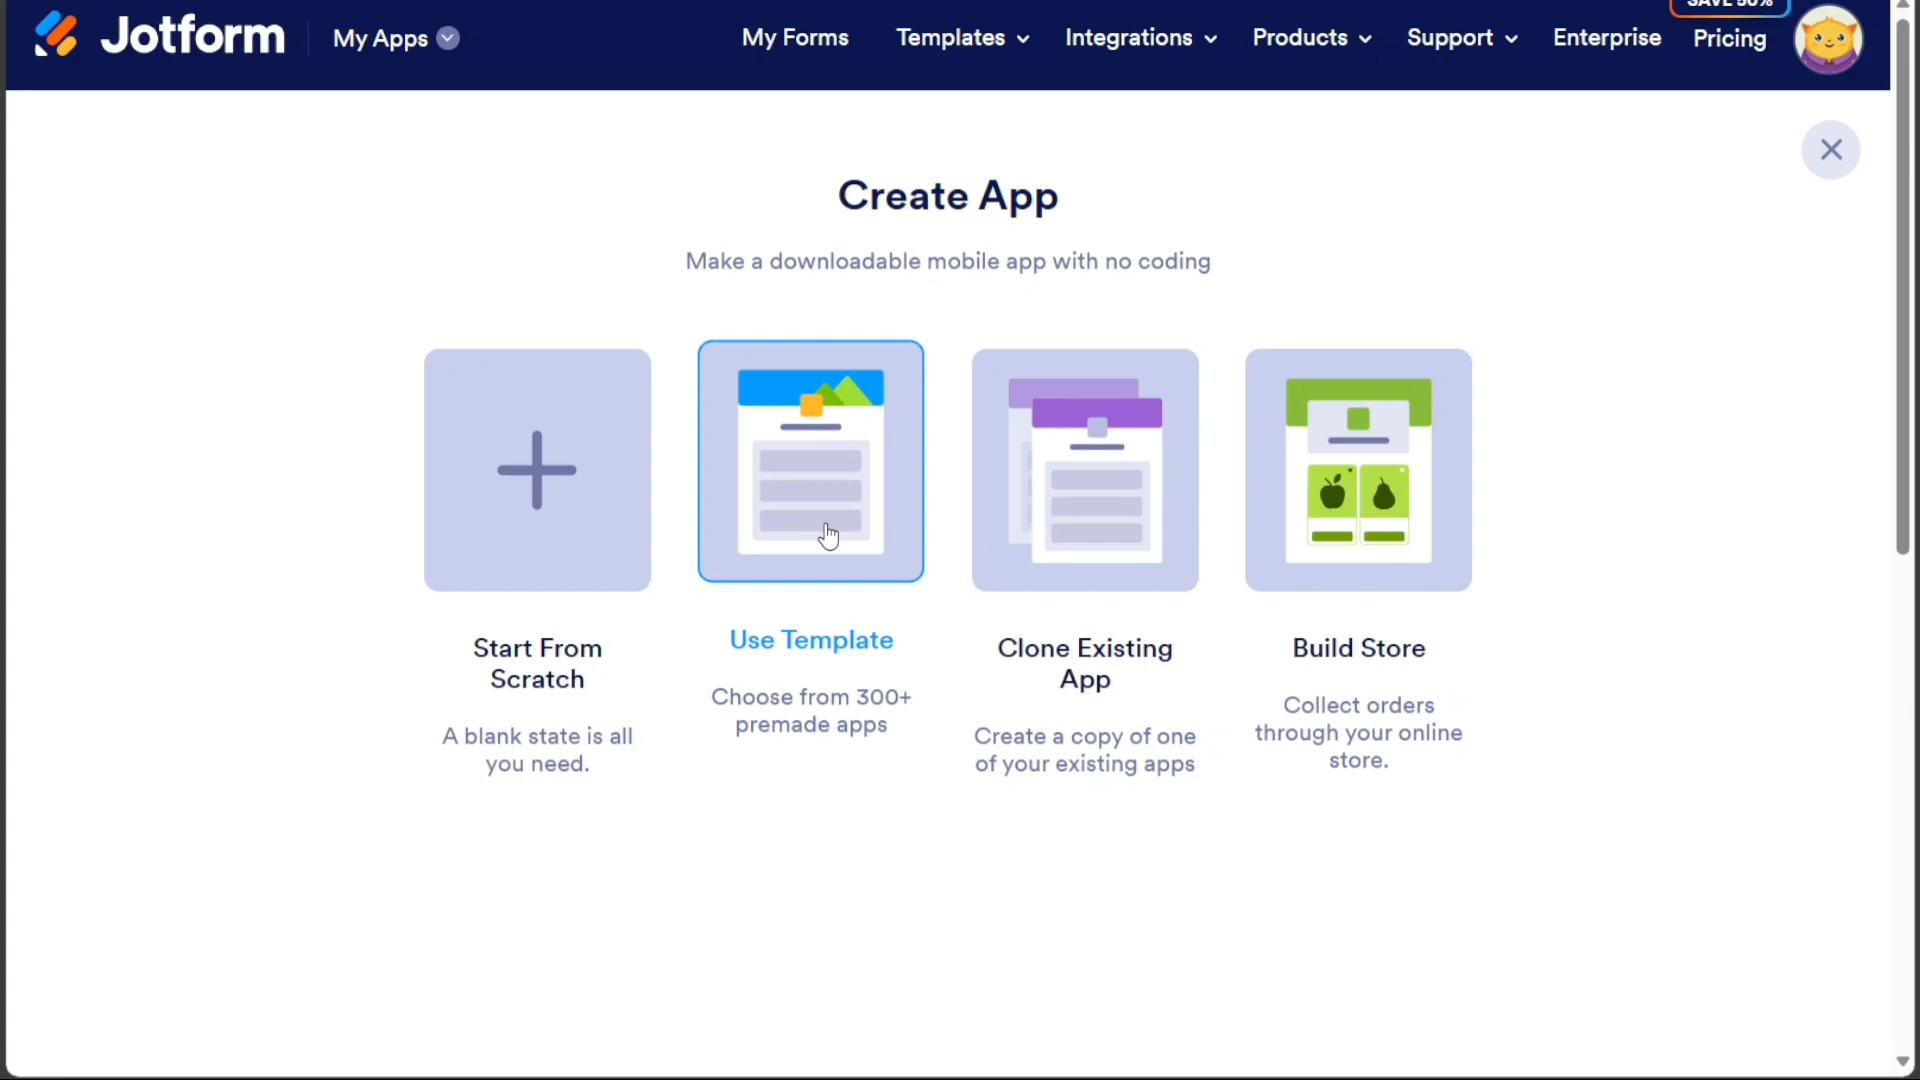 SAVE 50%
Jotform
My Apps
My Forms
Templates
Integrations
Products
Support
Enterprise
Pricing
Create App
Make a downloadable mobile app with no coding
Start From
Scratch
A blank state is all
you need.
Use Template
Choose from 300+
premade apps
Clone Existing
App
Create a copy of one
of your existing apps
Build Store
Collect orders
through your online
store.